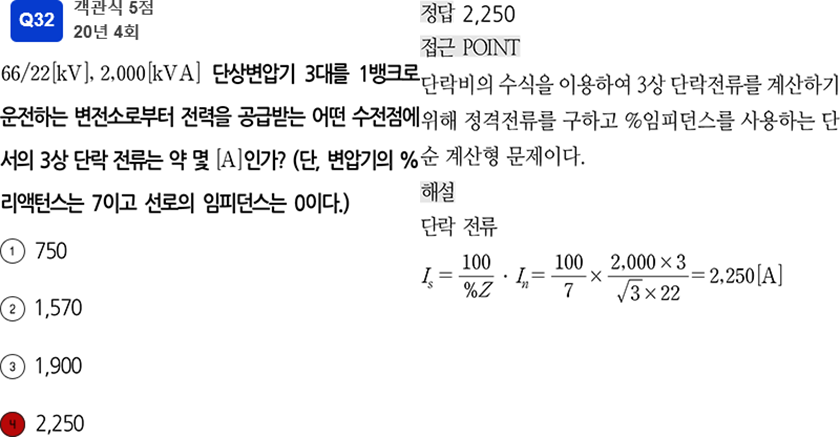 Q32
객관식 5점
20년 4회
66/22[kV], 2,000[kVA] 단상변압기 3대를 1뱅크로
운전하는 변전소로부터 전력을 공급받는 어떤 수전점에
서의 3상 단락 전류는 약 몇 [A]인가? (단, 변압기의 %
리액턴스는 7이고 선로의 임피던스는 0이다.)
① 750
② 1,570
③ 1,900
④ 2,250
정답 2,250
접근 POINT
단락비의 수식을 이용하여 3상 단락전류를 계산하기
위해 정격전류를 구하고 %임피던스를 사용하는 단
순 계산형 문제이다.
해설
단락 전류
I_s = 100/%Z · I_n = 100/7 × (2,000 × 3)/(√3 × 22) = 2,250[A]